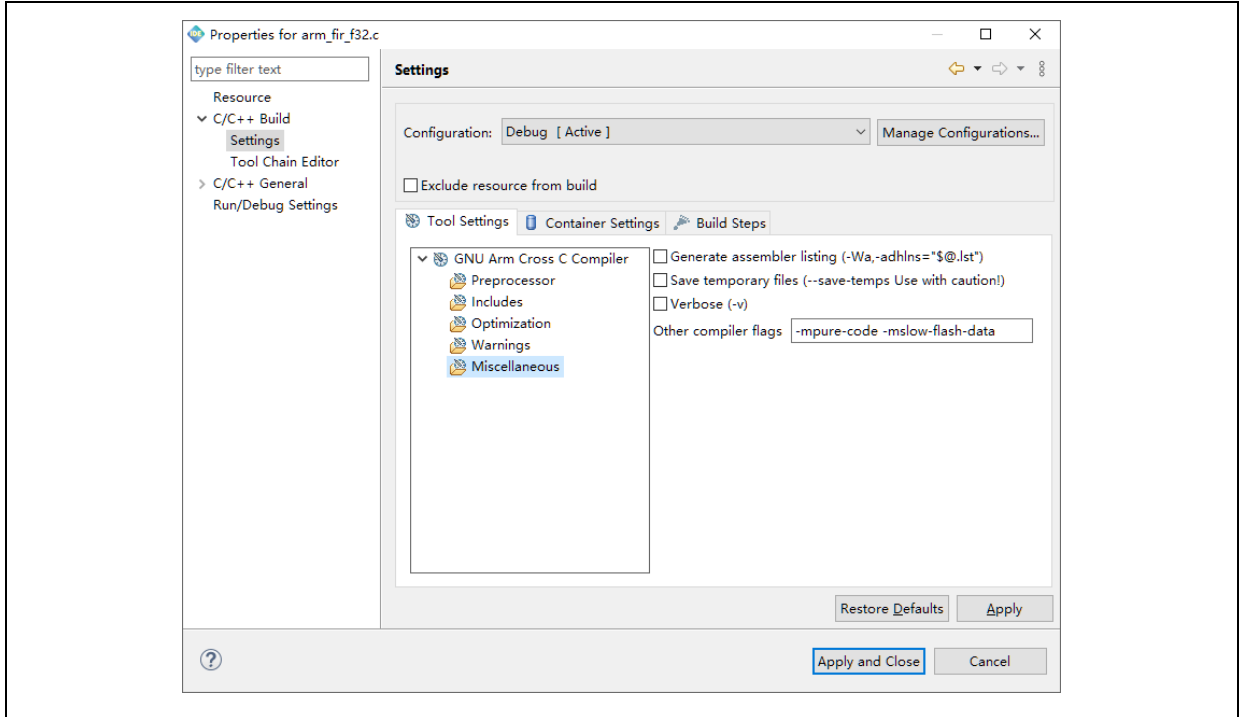 IDE Properties for arm_fir_f32.c
type filter text
Settings
Resource
C/C++ Build
Settings
Tool Chain Editor
C/C++ General
Run/Debug Settings
Configuration: Debug [ Active ] Manage Configurations...
Exclude resource from build
Tool Settings Container Settings Build Steps
GNU Arm Cross C Compiler
Preprocessor
Includes
Optimization
Warnings
Miscellaneous
Generate assembler listing (-Wa,-adhlns="$@.lst")
Save temporary files (--save-temps Use with caution!)
Verbose (-v)
Other compiler flags -mpure-code -mslow-flash-data
Restore Defaults Apply
? Apply and Close Cancel